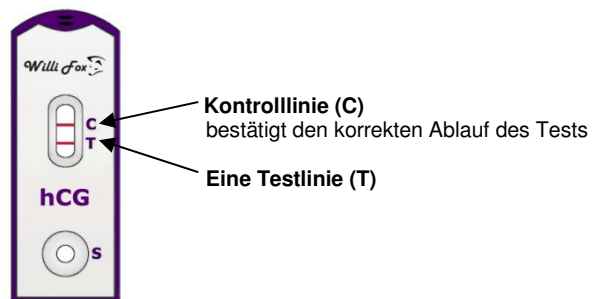 Willi Fox
C
T
hCG
S
Kontrolllinie (C)
bestätigt den korrekten Ablauf des Tests
Eine Testlinie (T)